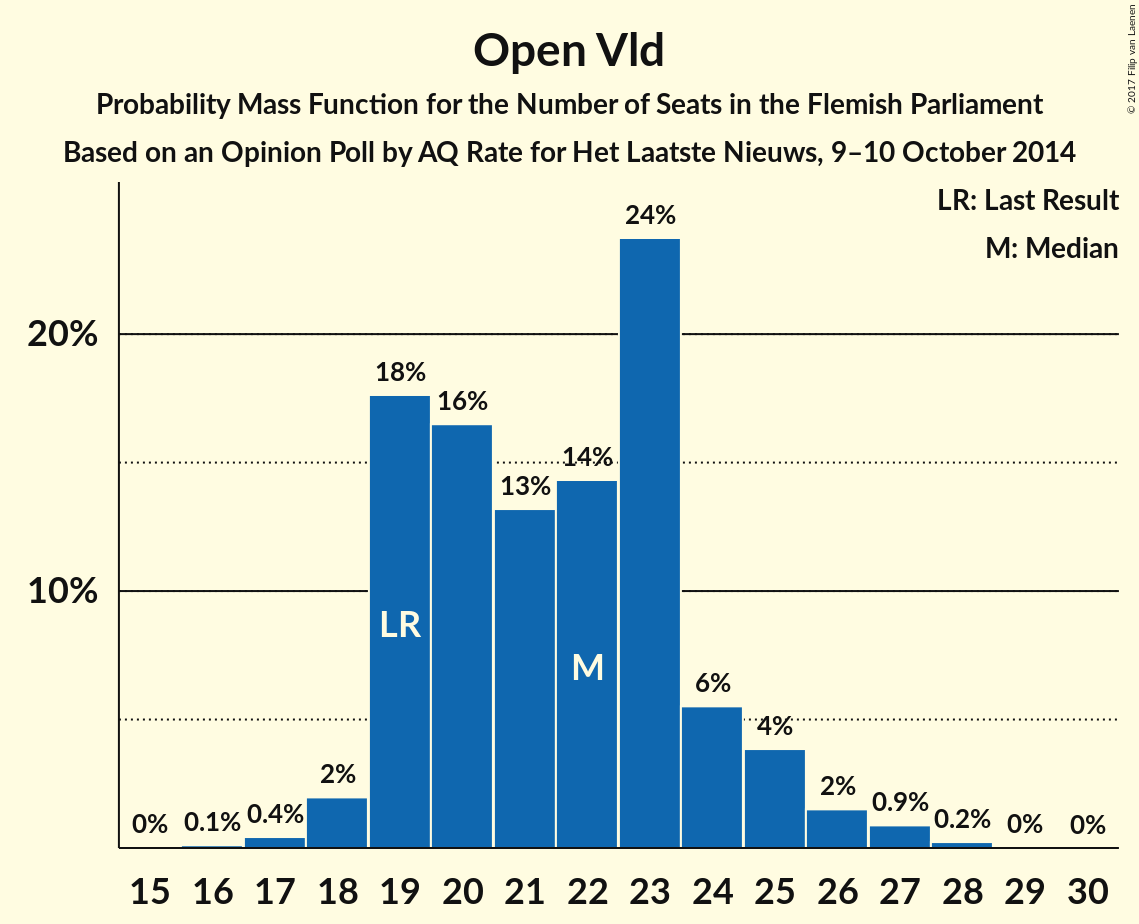 Open Vld
Probability Mass Function for the Number of Seats in the Flemish Parliament
Based on an Opinion Poll by AQ Rate for Het Laatste Nieuws, 9–10 October 2014
© 2017 Filip van Laenen
LR: Last Result
M: Median
20%
10%
0% 0.1% 0.4% 2% 18% 16% 13% 14% 24% 6% 4% 2% 0.9% 0.2% 0% 0%
LR
M
15 16 17 18 19 20 21 22 23 24 25 26 27 28 29 30